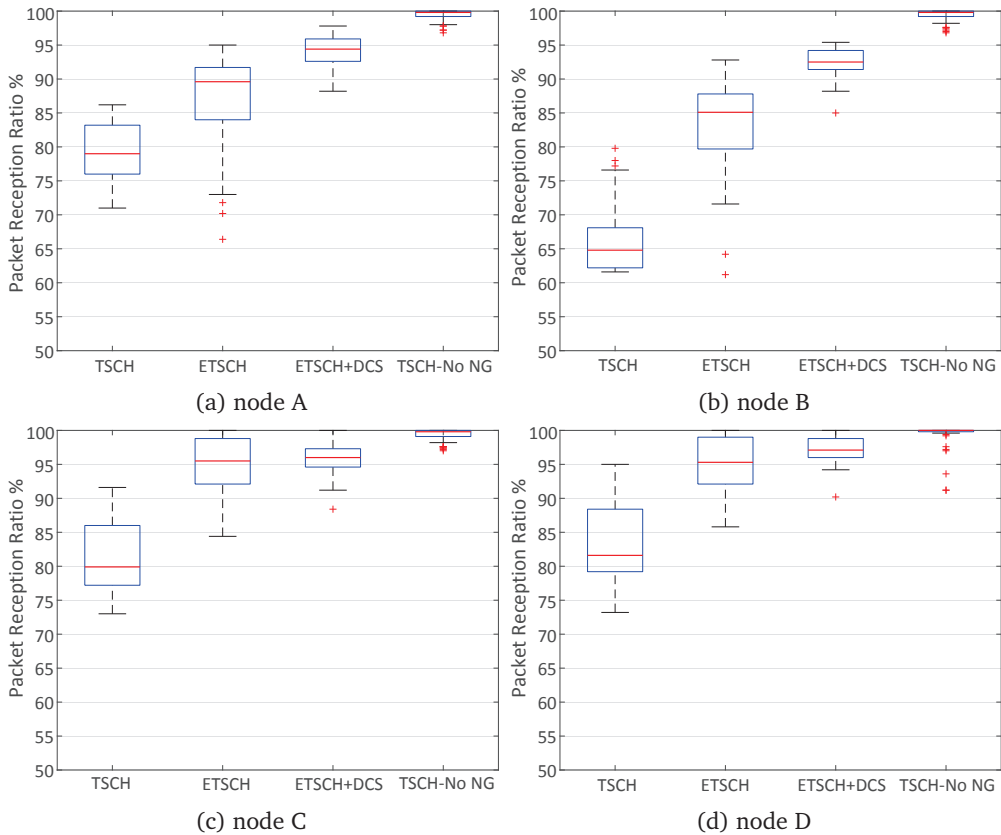 Packet Reception Ratio %
100
95
90
85
80
75
70
65
60
55
50
TSCH
ETSCH
ETSCH+DCS
TSCH-No NG
(a) node A
Packet Reception Ratio %
100
95
90
85
80
75
70
65
60
55
50
TSCH
ETSCH
ETSCH+DCS
TSCH-No NG
(b) node B
Packet Reception Ratio %
100
95
90
85
80
75
70
65
60
55
50
TSCH
ETSCH
ETSCH+DCS
TSCH-No NG
(c) node C
Packet Reception Ratio %
100
95
90
85
80
75
70
65
60
55
50
TSCH
ETSCH
ETSCH+DCS
TSCH-No NG
(d) node D